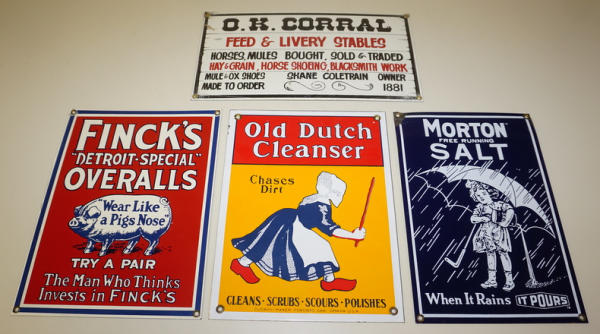 O.K. CORRAL
FEED & LIVERY STABLES
HORSES, MULES BOUGHT, SOLD & TRADED
HAY & GRAIN, HORSE SHOEING, BLACKSMITH WORK
MULE & OX SHOES SHANE COLETRAIN OWNER
MADE TO ORDER 1881
FINCK'S
"DETROIT-SPECIAL"
OVERALLS
"Wear Like
a Pigs Nose"
TRY A PAIR
The Man Who Thinks
Invests in FINCK'S
Old Dutch
Cleanser
Chases
Dirt
CLEANS · SCRUBS · SCOURS · POLISHES
MORTON
FREE RUNNING
SALT
When It Rains IT POURS